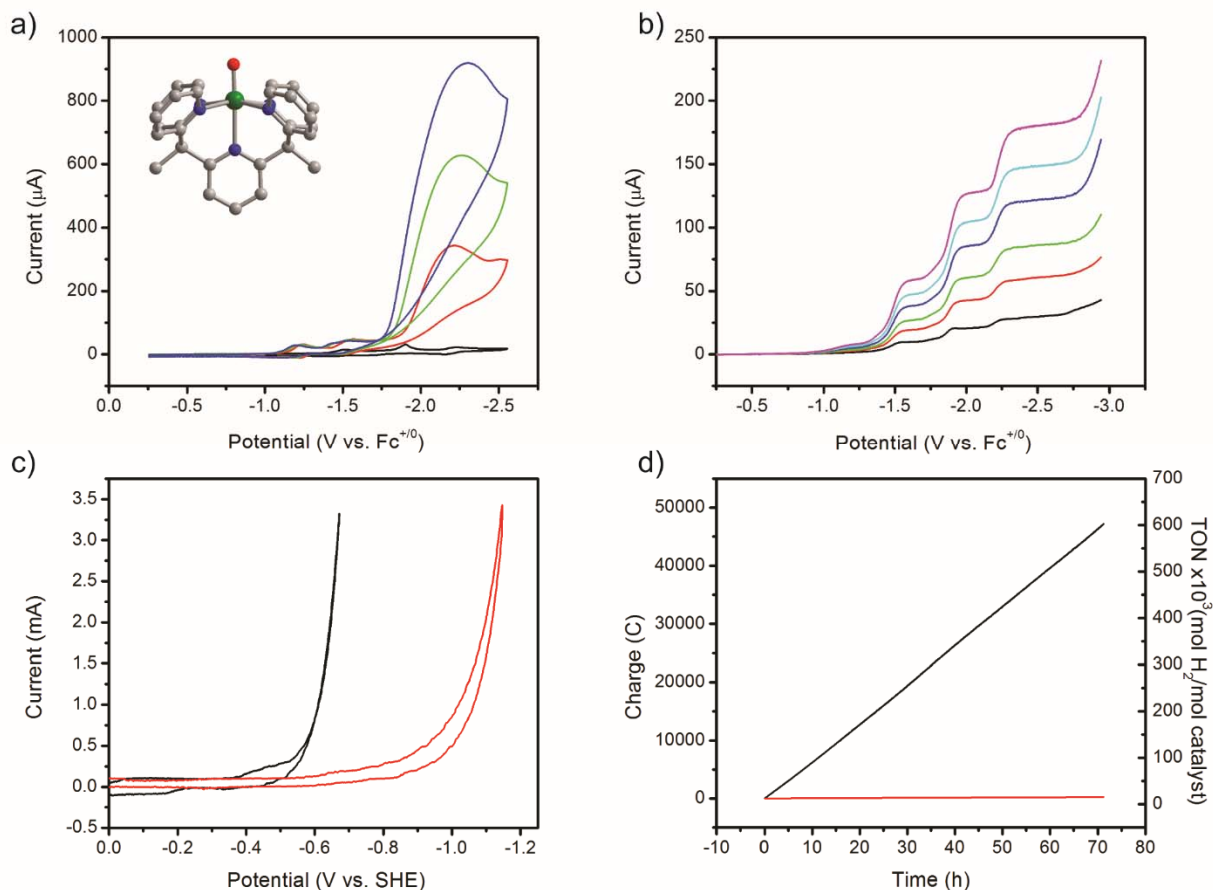 a)
1000
800
600
400
200
0
Current (μA)
0.0 -0.5 -1.0 -1.5 -2.0 -2.5
Potential (V vs. Fc+/0)
b)
250
200
150
100
50
0
Current (μA)
-0.5 -1.0 -1.5 -2.0 -2.5 -3.0
Potential (V vs. Fc+/0)
c)
3.5
3.0
2.5
2.0
1.5
1.0
0.5
0.0
-0.5
Current (mA)
0.0 -0.2 -0.4 -0.6 -0.8 -1.0 -1.2
Potential (V vs. SHE)
d)
50000
40000
30000
20000
10000
0
Charge (C)
700
600
500
400
300
200
100
0
TON x10³(mol H₂/mol catalyst)
-10 0 10 20 30 40 50 60 70 80
Time (h)